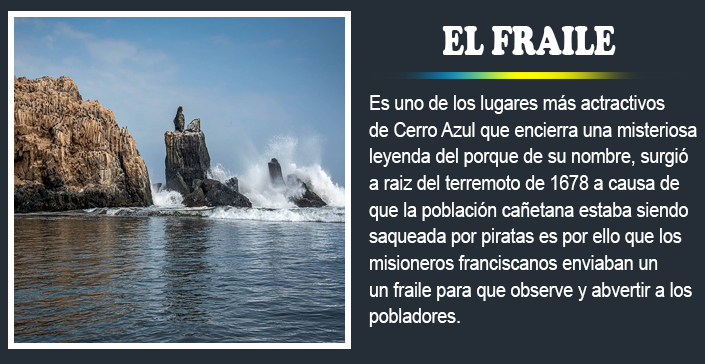 EL FRAILE
Es uno de los lugares más actractivos
de Cerro Azul que encierra una misteriosa
leyenda del porque de su nombre, surgió
a raiz del terremoto de 1678 a causa de
que la población cañetana estaba siendo
saqueada por piratas es por ello que los
misioneros franciscanos enviaban un
un fraile para que observe y abvertir a los
pobladores.